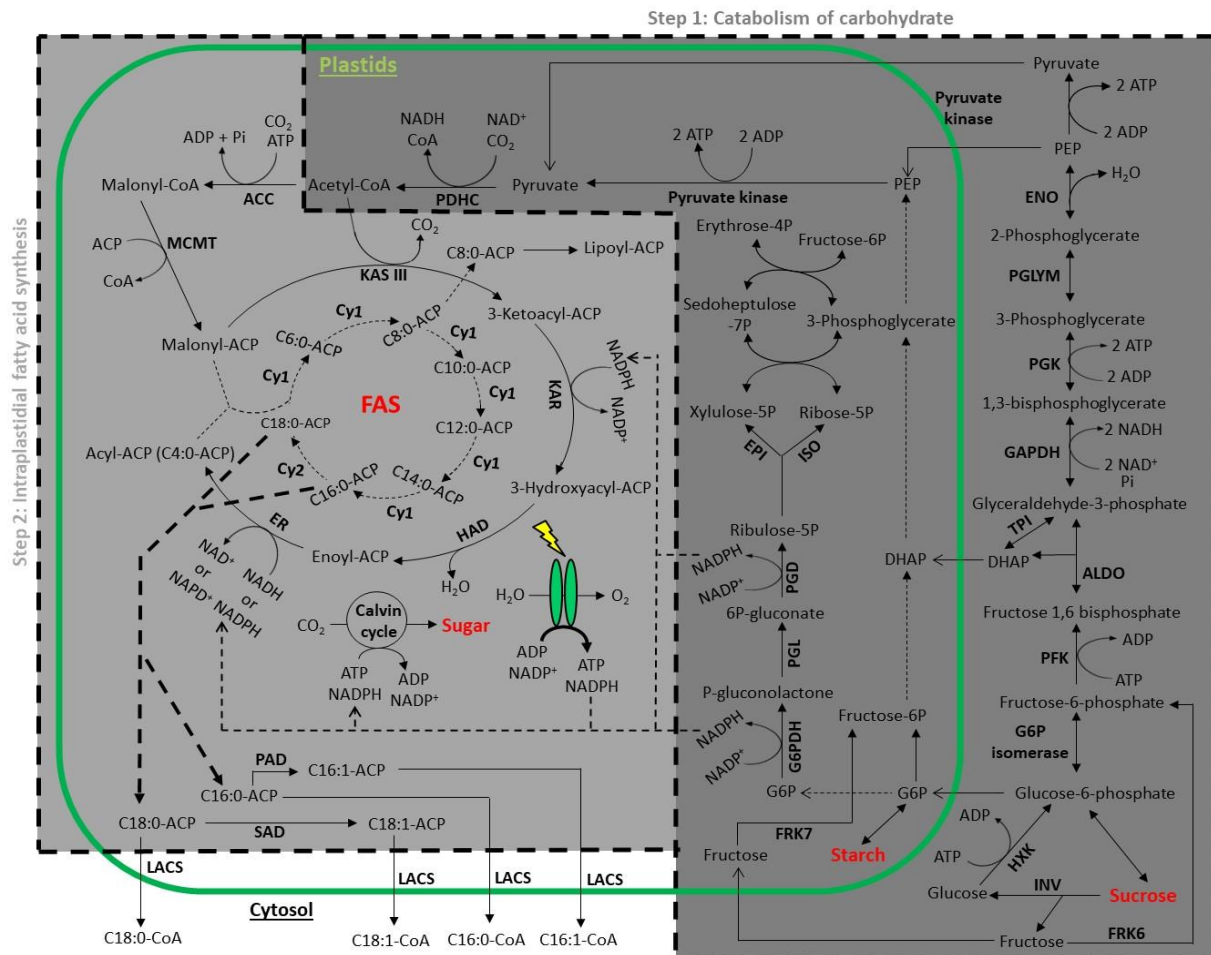 Step 1: Catabolism of carbohydrate
Step 2: Intraplastidial fatty acid synthesis
Plastids
Pyruvate
2 ATP
2 ADP
Pyruvate
kinase
PEP
H₂O
ENO
2-Phosphoglycerate
PGLYM
3-Phosphoglycerate
2 ATP
PGK
2 ADP
1,3-bisphosphoglycerate
2 NADH
GAPDH
2 NAD⁺
Pi
Glyceraldehyde-3-phosphate
TPI
DHAP
ALDO
Fructose 1,6 bisphosphate
ADP
PFK
ATP
Fructose-6-phosphate
G6P
isomerase
Glucose-6-phosphate
ADP
ATP
HXK
Glucose
INV
Sucrose
Fructose
FRK6
ADP + Pi
CO₂
ATP
Malonyl-CoA
ACC
Acetyl-CoA
NADH
CoA
NAD⁺
CO₂
PDHC
Pyruvate
2 ATP
2 ADP
Pyruvate kinase
PEP
ACP
MCMT
CoA
CO₂
C8:0-ACP
Lipoyl-ACP
KAS III
3-Ketoacyl-ACP
Malonyl-ACP
C6:0-ACP
Cy1
C8:0-ACP
Cy1
C10:0-ACP
Cy1
FAS
C12:0-ACP
Cy1
C18:0-ACP
Cy1
Cy2
C16:0-ACP
C14:0-ACP
Cy1
Acyl-ACP (C4:0-ACP)
KAR
NADPH
NADP⁺
3-Hydroxyacyl-ACP
HAD
H₂O
Enoyl-ACP
ER
NAD⁺
or
NAPD⁺
NADH
or
NADPH
CO₂
Calvin
cycle
Sugar
ATP
NADPH
ADP
NADP⁺
H₂O
O₂
ADP
NADP⁺
ATP
NADPH
Erythrose-4P
Fructose-6P
Sedoheptulose
-7P
3-Phosphoglycerate
Xylulose-5P
Ribose-5P
EPI
ISO
Ribulose-5P
NADPH
NADP⁺
PGD
6P-gluconate
PGL
P-gluconolactone
NADPH
NADP⁺
G6PDH
G6P
G6P
Fructose-6P
DHAP
FRK7
Fructose
Starch
PAD
C16:1-ACP
C16:0-ACP
C18:0-ACP
SAD
C18:1-ACP
LACS
LACS
LACS
LACS
Cytosol
C18:0-CoA
C18:1-CoA
C16:0-CoA
C16:1-CoA